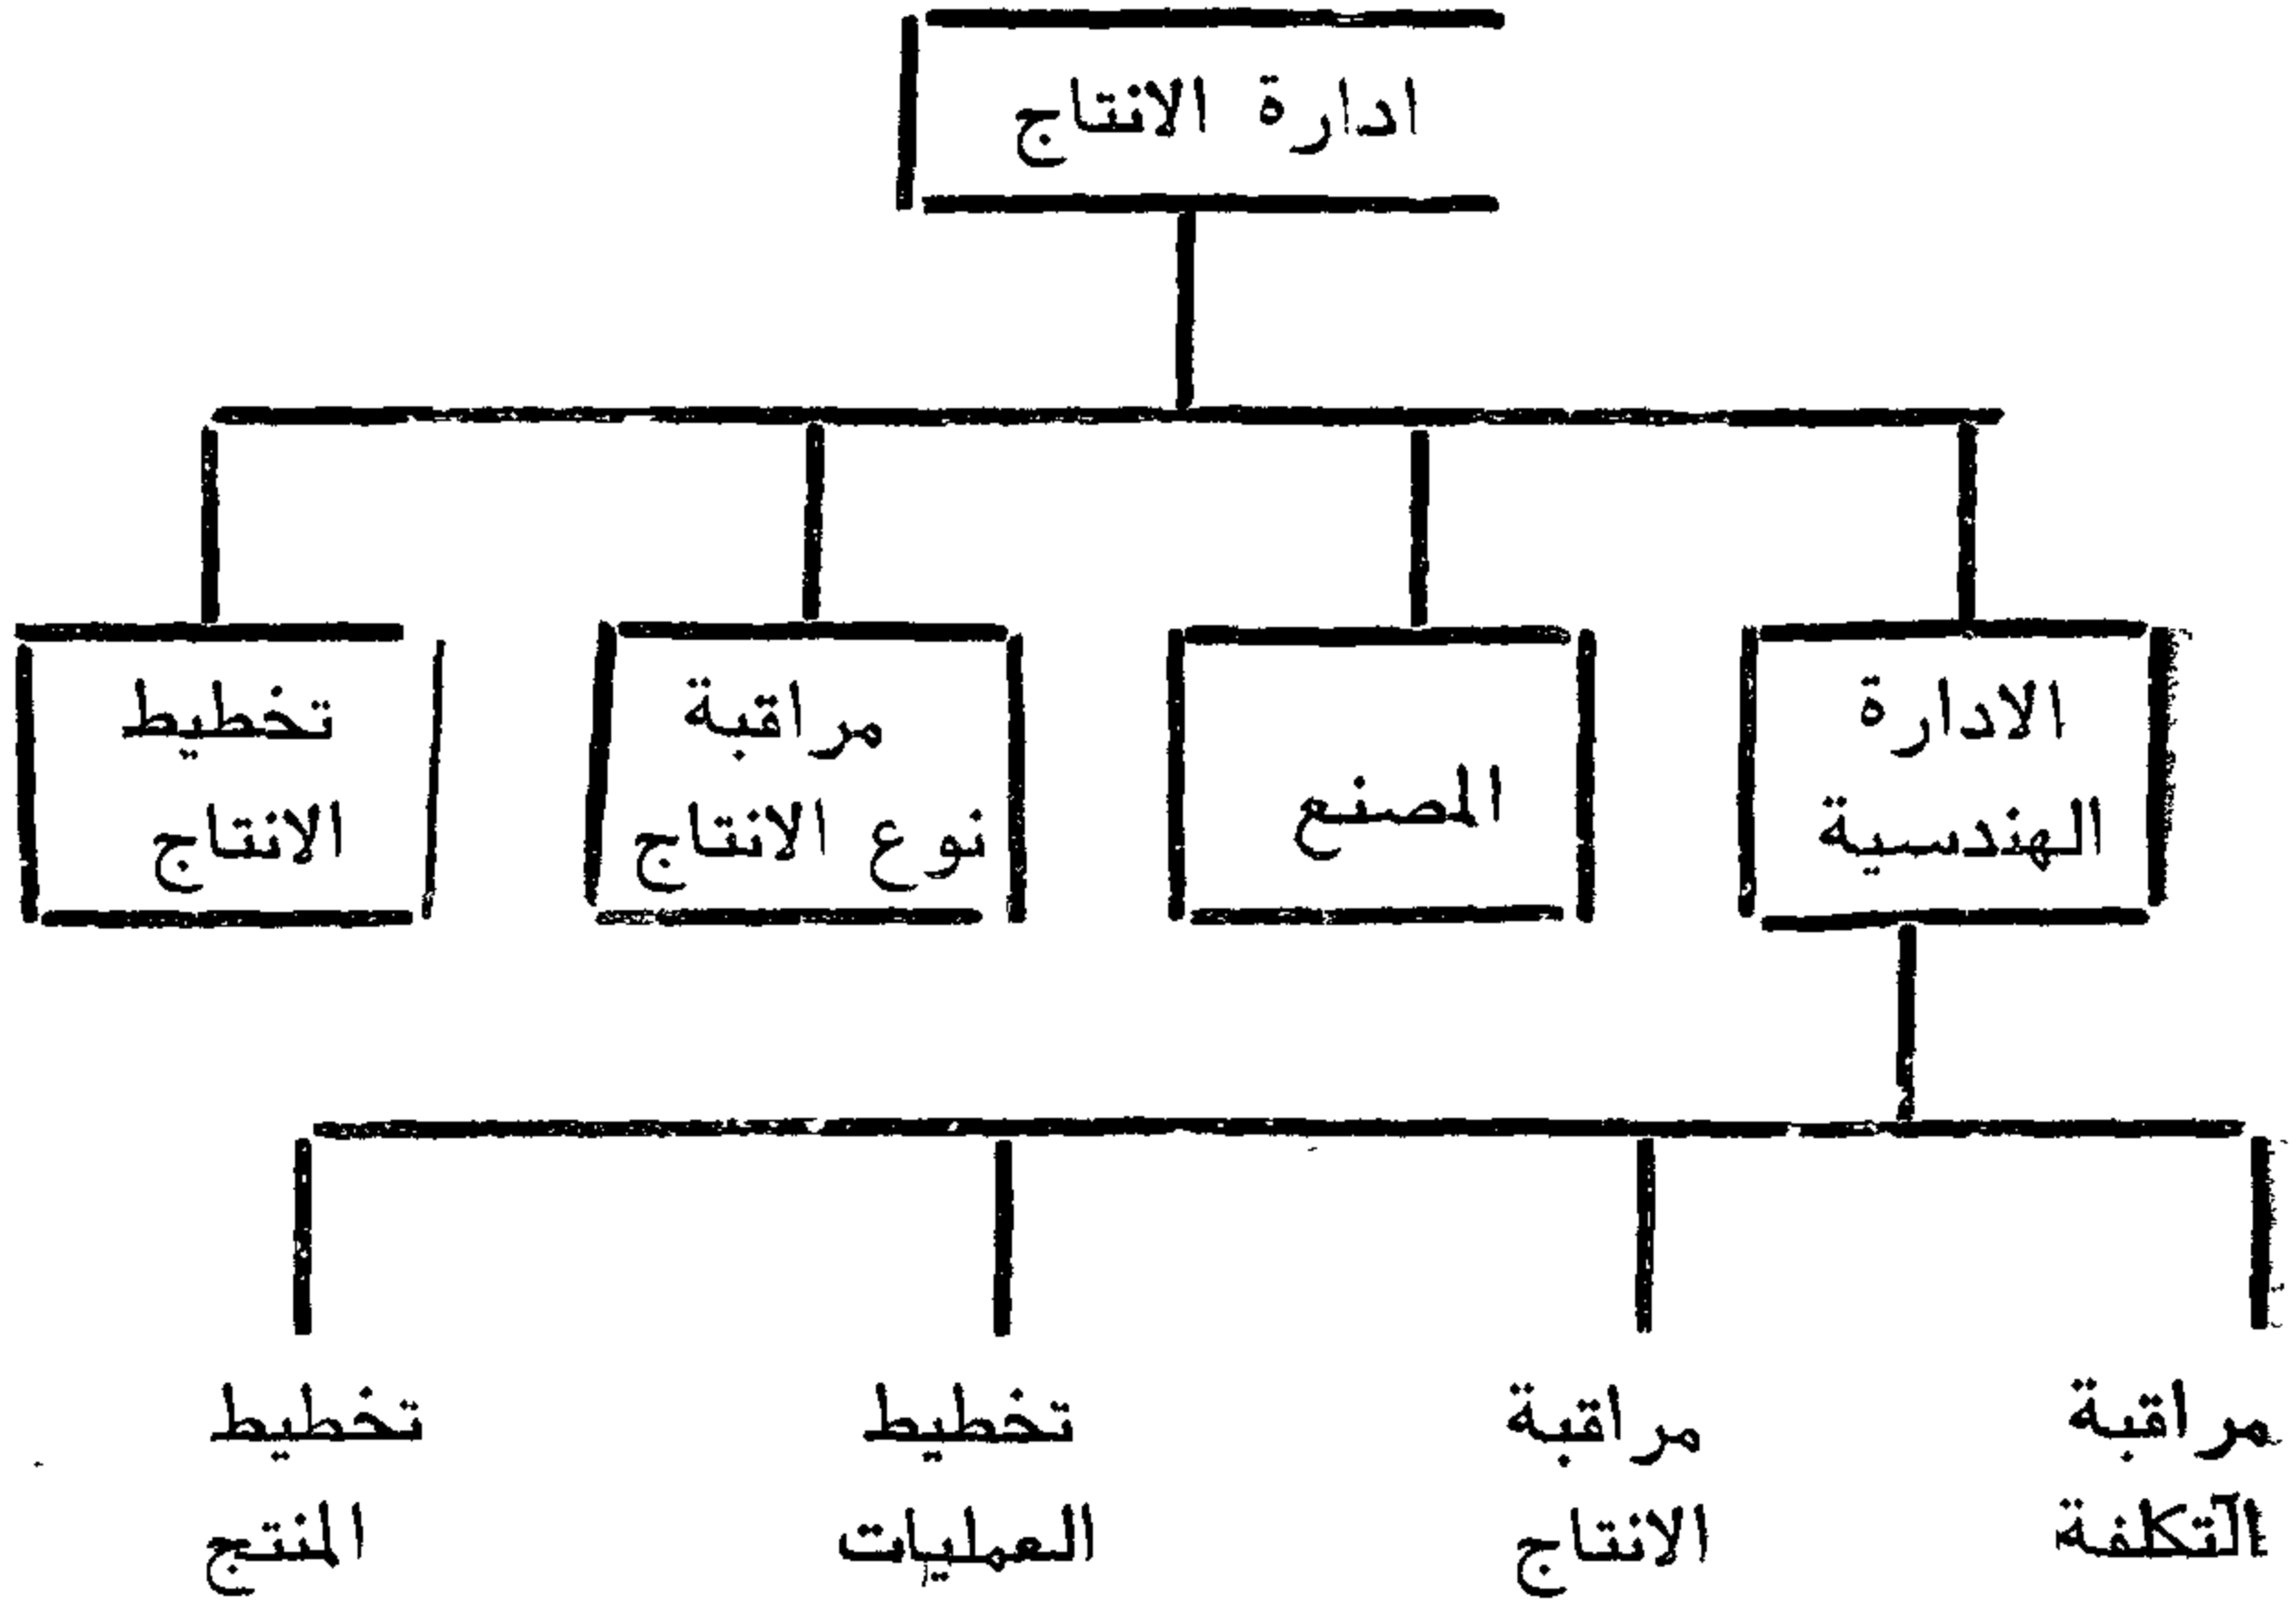 ادارة الانتاج
الادارة
الهندسية
المصنع
مراقبة
نوع الانتاج
تخطيط
الانتاج
مراقبة
التكلفة
مراقبة
الانتاج
تخطيط
العمليات
تخطيط
المنتج